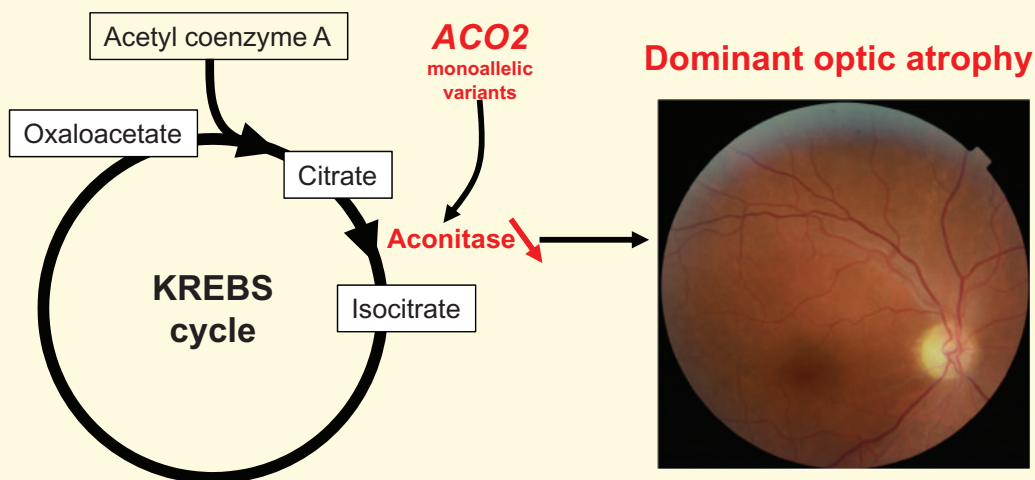 Acetyl coenzyme A
ACO2
monoallelic
variants
Dominant optic atrophy
Oxaloacetate
Citrate
Aconitase
KREBS
cycle
Isocitrate